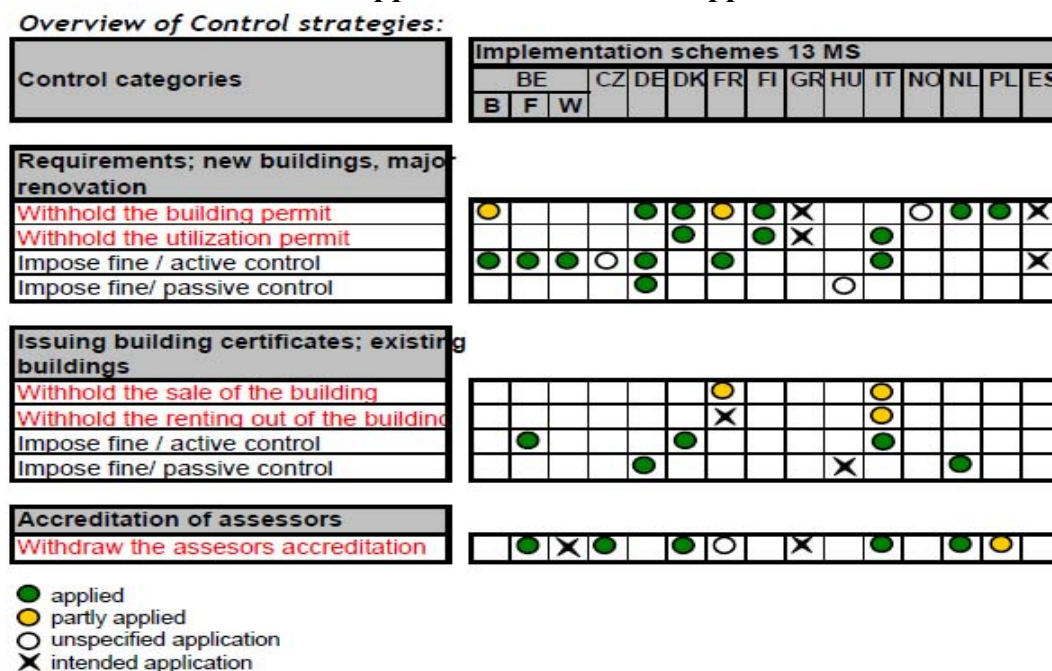 Overview of Control strategies:
Control categories
Implementation schemes 13 MS
BE CZ DE DK FR FI GR HU IT NO NL PL ES
B F W
Requirements; new buildings, major
renovation
Withhold the building permit
Withhold the utilization permit
Impose fine / active control
Impose fine/ passive control
Issuing building certificates; existing
buildings
Withhold the sale of the building
Withhold the renting out of the building
Impose fine / active control
Impose fine/ passive control
Accreditation of assessors
Withdraw the assesors accreditation
applied
partly applied
unspecified application
intended application